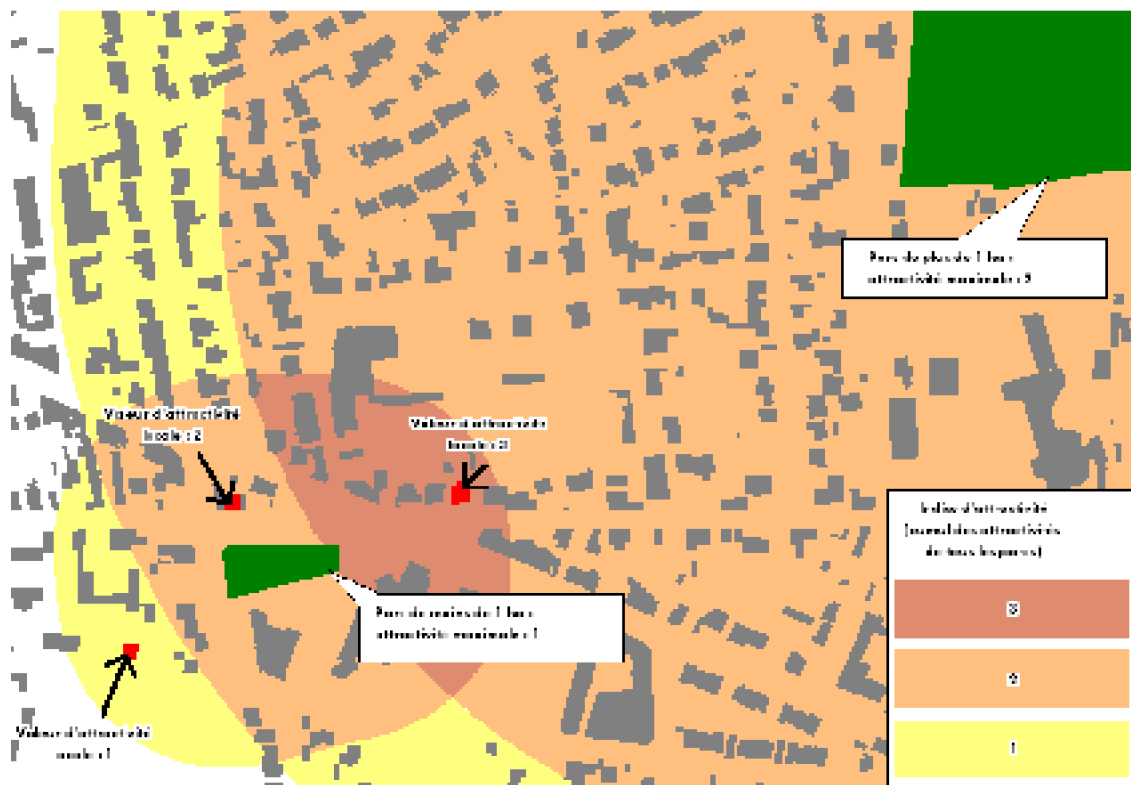 Parc de plus de 1 ha :
attractivité maximale : 2
Valeur d'attractivité
locale : 2
Valeur d'attractivité
locale : 3
d'attractivité
(cumul des attractivités
de tous les parcs)
3
2
1
Parc de moins de 1 ha :
attractivité maximale : 1
Valeur d'attractivité
locale : 1